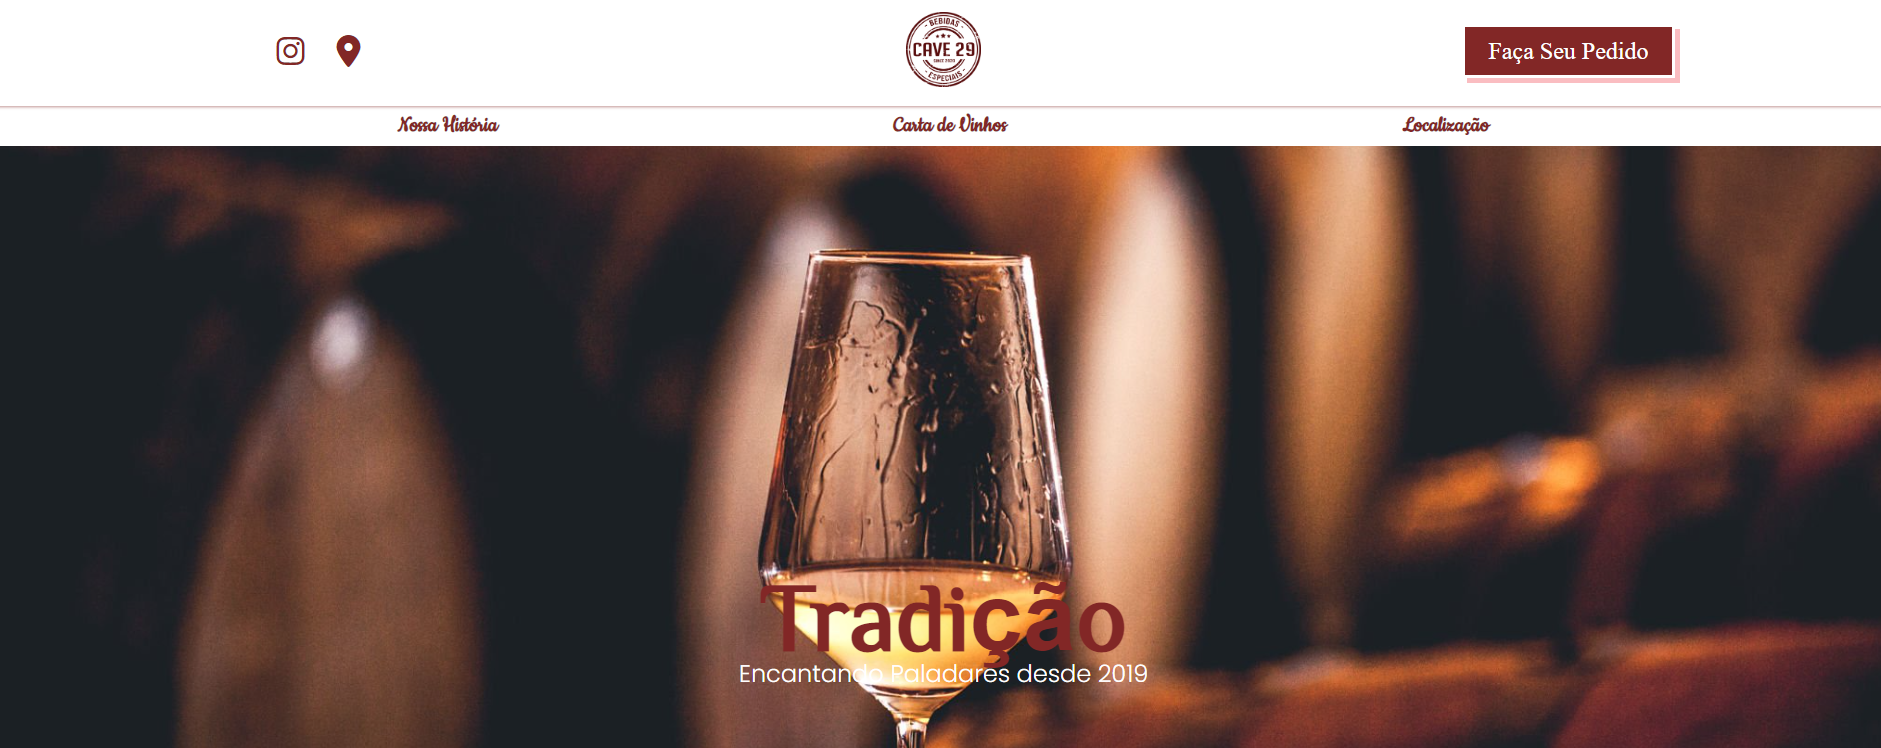 BEBIDAS
CAVE 29
SINCE 2020
ESPECIAIS
Faça Seu Pedido
Nossa História
Carta de Vinhos
Localização
Tradição
Encantando Paladares desde 2019